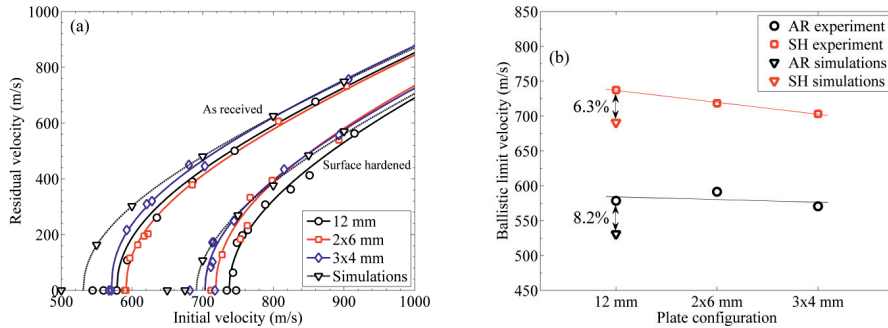 (a)
1000
800
600
400
200
0
500
600
700
800
900
1000
Residual velocity (m/s)
Initial velocity (m/s)
As received
Surface hardened
12 mm
2x6 mm
3x4 mm
Simulations
(b)
850
800
750
700
650
600
550
500
450
12 mm
2x6 mm
3x4 mm
Ballistic limit velocity (m/s)
Plate configuration
6.3%
8.2%
AR experiment
SH experiment
AR simulations
SH simulations